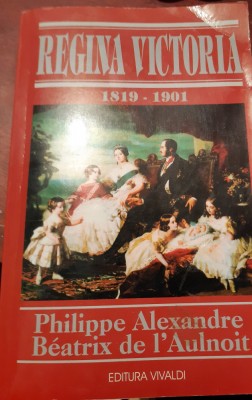 REGINA VICTORIA
1819 - 1901
Philippe Alexandre
Béatrix de l'Aulnoit
EDITURA VIVALDI